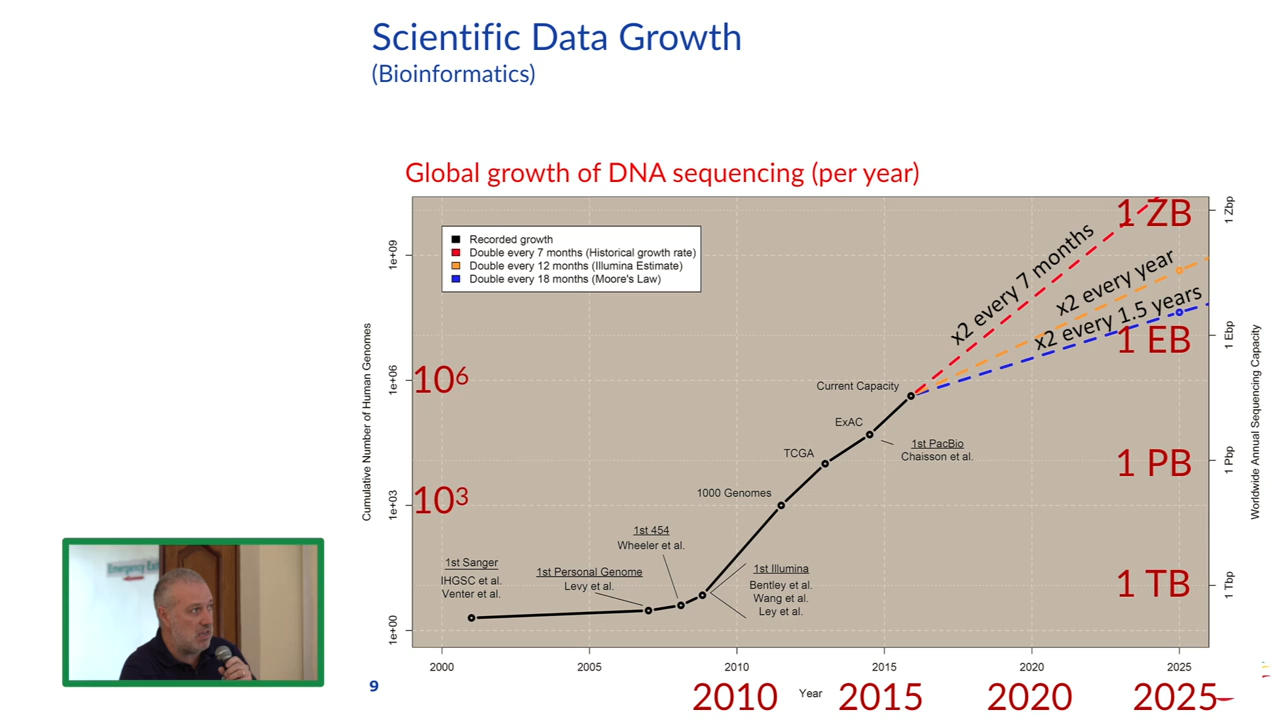 Scientific Data Growth
(Bioinformatics)
Global growth of DNA sequencing (per year)
Recorded growth
Double every 7 months (Historical growth rate)
Double every 12 months (Illumina Estimate)
Double every 18 months (Moore's Law)
x2 every 7 months
x2 every year
x2 every 1.5 years
1 ZB
1 EB
1 PB
1 TB
1 Zbp
1 Ebp
1 Pbp
1 Tbp
Worldwide Annual Sequencing Capacity
Cumulative Number of Human Genomes
1e+09
1e+06
1e+03
1e+00
10⁶
10³
Current Capacity
ExAC
1st PacBio
Chaisson et al.
TCGA
1000 Genomes
1st 454
Wheeler et al.
1st Sanger
IHGSC et al.
Venter et al.
1st Personal Genome
Levy et al.
1st Illumina
Bentley et al.
Wang et al.
Ley et al.
2000
2005
2010
2015
2020
2025
Year
2010
2015
2020
2025
9
Emergency Exi